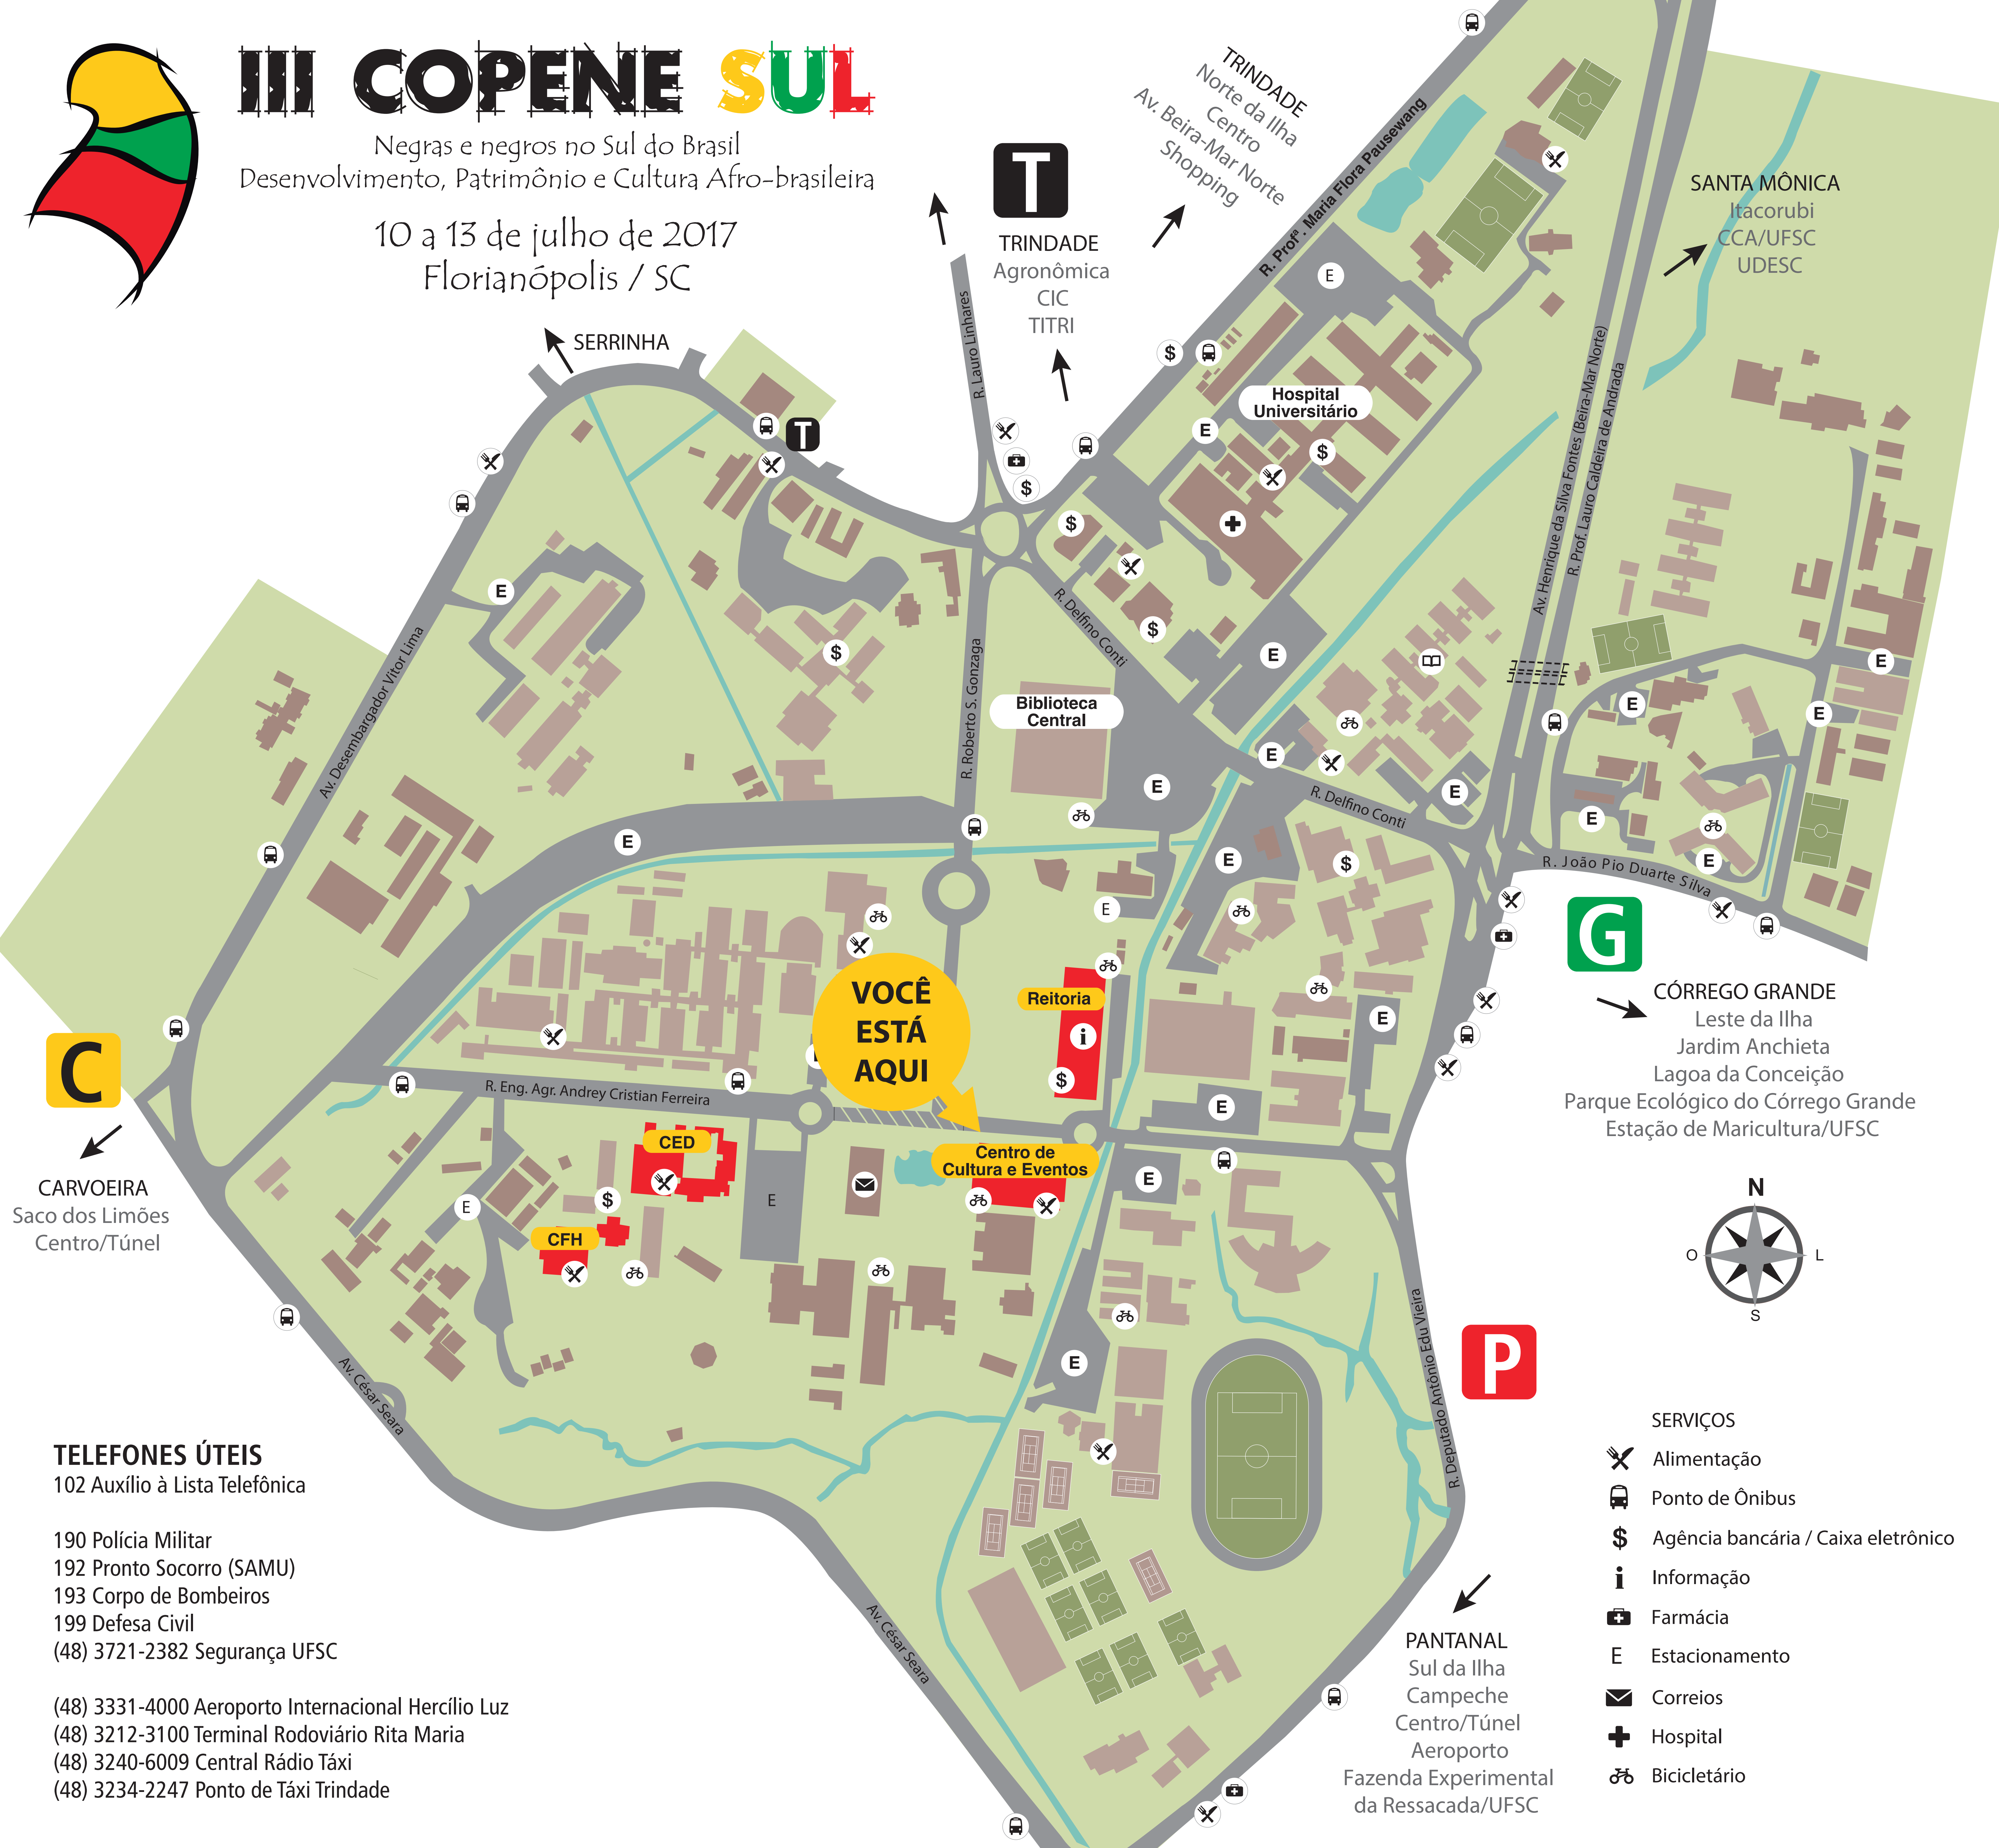 III COPENE SUL
Negras e negros no Sul do Brasil
Desenvolvimento, Patrimônio e Cultura Afro-brasileira
10 a 13 de julho de 2017
Florianópolis / SC
T
TRINDADE
Agronômica
CIC
TITRI
TRINDADE
Norte da Ilha
Centro
Av. Beira-Mar Norte
Shopping
SANTA MÔNICA
Itacorubi
CCA/UFSC
UDESC
SERRINHA
T
R. Lauro Linhares
R. Profª. Maria Flora Pausewang
E
Hospital
Universitário
E
$
$
$
$
$
$
Av. Henrique da Silva Fontes (Beira-Mar Norte)
R. Prof. Lauro Caldeira de Andrada
R. Delfino Conti
R. Roberto S. Gonzaga
Av. Desembargador Vitor Lima
E
E
E
E
E
Biblioteca
Central
E
E
E
R. Delfino Conti
E
E
E
$
E
E
R. João Pio Duarte Silva
E
G
CÓRREGO GRANDE
Leste da Ilha
Jardim Anchieta
Lagoa da Conceição
Parque Ecológico do Córrego Grande
Estação de Maricultura/UFSC
VOCÊ
ESTÁ
AQUI
Reitoria
i
$
E
E
C
CARVOEIRA
Saco dos Limões
Centro/Túnel
R. Eng. Agr. Andrey Cristian Ferreira
CED
$
CFH
E
E
Centro de
Cultura e Eventos
E
E
N
O
L
S
Av. César Seara
Av. César Seara
R. Deputado Antônio Edu Vieira
P
PANTANAL
Sul da Ilha
Campeche
Centro/Túnel
Aeroporto
Fazenda Experimental
da Ressacada/UFSC
TELEFONES ÚTEIS
102 Auxílio à Lista Telefônica
190 Polícia Militar
192 Pronto Socorro (SAMU)
193 Corpo de Bombeiros
199 Defesa Civil
(48) 3721-2382 Segurança UFSC
(48) 3331-4000 Aeroporto Internacional Hercílio Luz
(48) 3212-3100 Terminal Rodoviário Rita Maria
(48) 3240-6009 Central Rádio Táxi
(48) 3234-2247 Ponto de Táxi Trindade
SERVIÇOS
Alimentação
Ponto de Ônibus
$ Agência bancária / Caixa eletrônico
i Informação
Farmácia
E Estacionamento
Correios
Hospital
Bicicletário